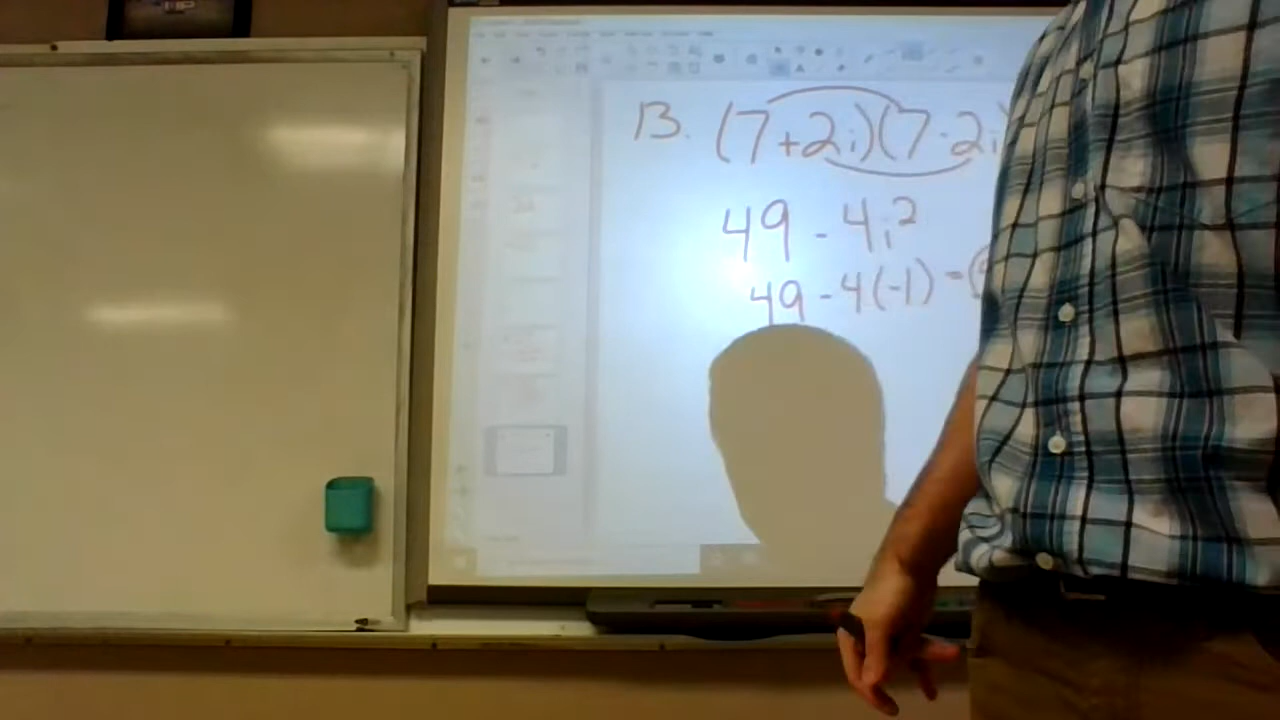 13. (7+2i)(7-2i)
49 - 4i²
49 - 4(-1) =